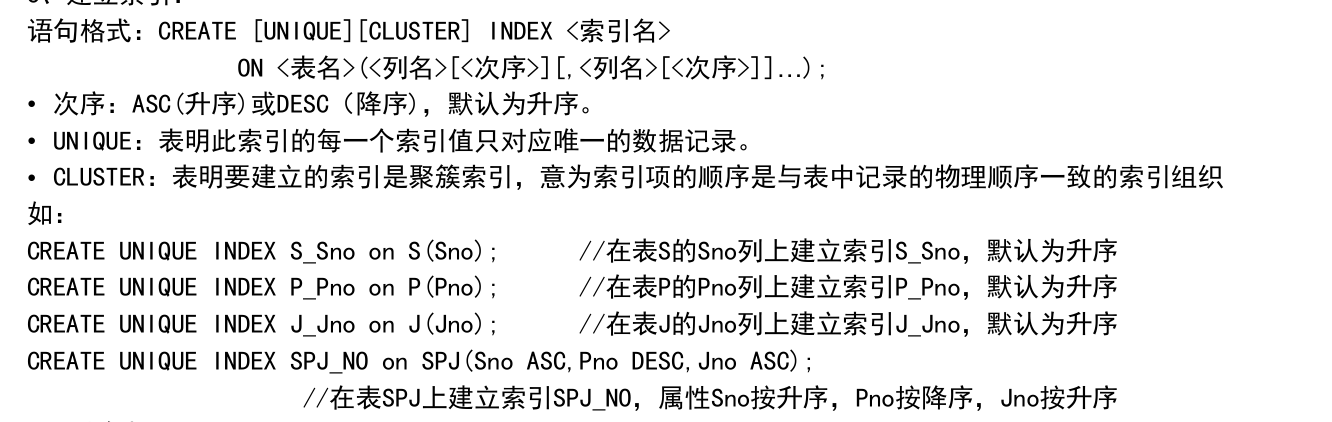 语句格式：CREATE [UNIQUE][CLUSTER] INDEX <索引名>
ON <表名>(<列名>[<次序>][,<列名>[<次序>]]…);
• 次序：ASC(升序)或DESC（降序)，默认为升序。
• UNIQUE：表明此索引的每一个索引值只对应唯一的数据记录。
• CLUSTER：表明要建立的索引是聚簇索引，意为索引项的顺序是与表中记录的物理顺序一致的索引组织
如：
CREATE UNIQUE INDEX S_Sno on S(Sno); //在表S的Sno列上建立索引S_Sno，默认为升序
CREATE UNIQUE INDEX P_Pno on P(Pno); //在表P的Pno列上建立索引P_Pno，默认为升序
CREATE UNIQUE INDEX J_Jno on J(Jno); //在表J的Jno列上建立索引J_Jno，默认为升序
CREATE UNIQUE INDEX SPJ_NO on SPJ(Sno ASC,Pno DESC,Jno ASC);
//在表SPJ上建立索引SPJ_NO，属性Sno按升序，Pno按降序，Jno按升序